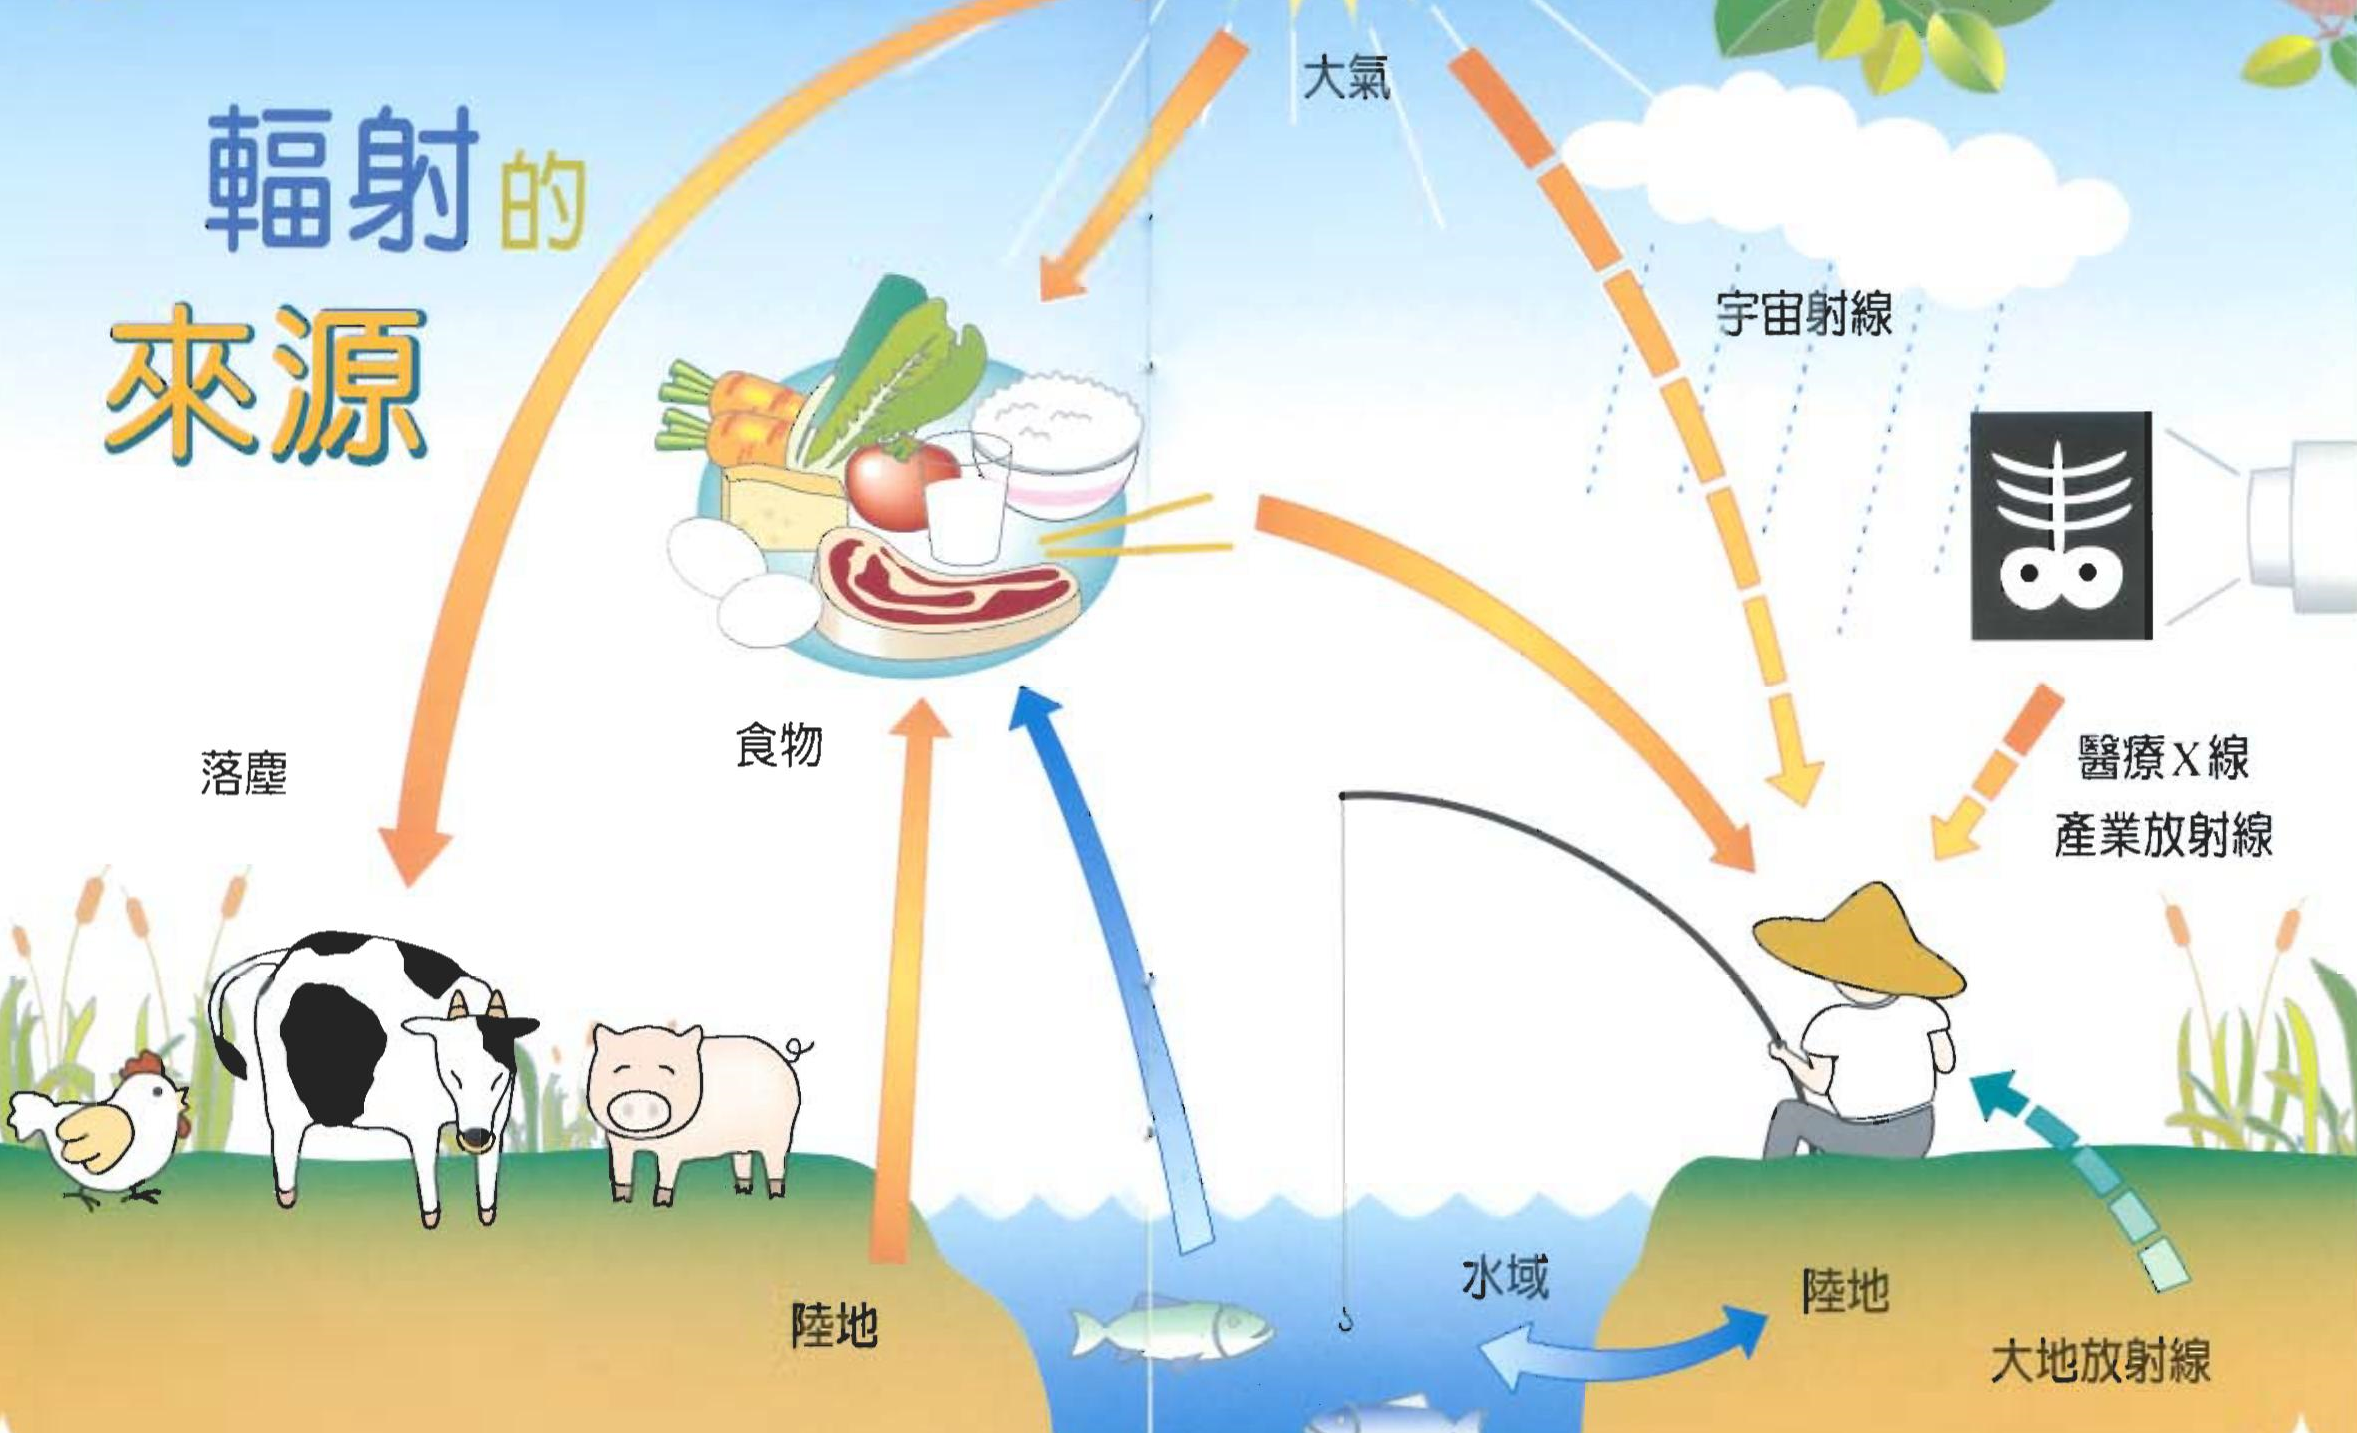 輻射的
來源
大氣
宇宙射線
落塵
食物
醫療X線
產業放射線
陸地
水域
陸地
大地放射線